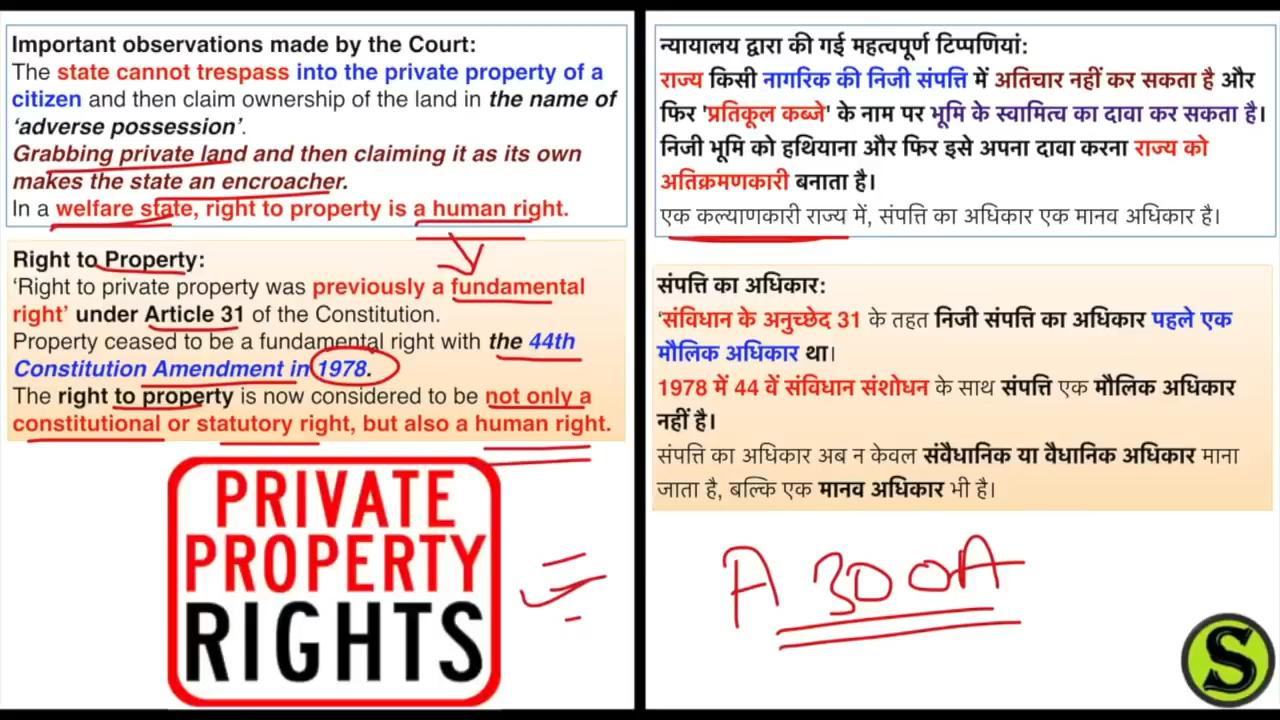 Important observations made by the Court:
The state cannot trespass into the private property of a
citizen and then claim ownership of the land in the name of
‘adverse possession’.
Grabbing private land and then claiming it as its own
makes the state an encroacher.
In a welfare state, right to property is a human right.
Right to Property:
‘Right to private property was previously a fundamental
right’ under Article 31 of the Constitution.
Property ceased to be a fundamental right with the 44th
Constitution Amendment in 1978.
The right to property is now considered to be not only a
constitutional or statutory right, but also a human right.
PRIVATE
PROPERTY
RIGHTS
न्यायालय द्वारा की गई महत्वपूर्ण टिप्पणियां:
राज्य किसी नागरिक की निजी संपत्ति में अतिचार नहीं कर सकता है और
फिर 'प्रतिकूल कब्जे' के नाम पर भूमि के स्वामित्व का दावा कर सकता है।
निजी भूमि को हथियाना और फिर इसे अपना दावा करना राज्य को
अतिक्रमणकारी बनाता है।
एक कल्याणकारी राज्य में, संपत्ति का अधिकार एक मानव अधिकार है।
संपत्ति का अधिकार:
‘संविधान के अनुच्छेद 31 के तहत निजी संपत्ति का अधिकार पहले एक
मौलिक अधिकार था।
1978 में 44 वें संविधान संशोधन के साथ संपत्ति एक मौलिक अधिकार
नहीं है।
संपत्ति का अधिकार अब न केवल संवैधानिक या वैधानिक अधिकार माना
जाता है, बल्कि एक मानव अधिकार भी है।
A 300A
S